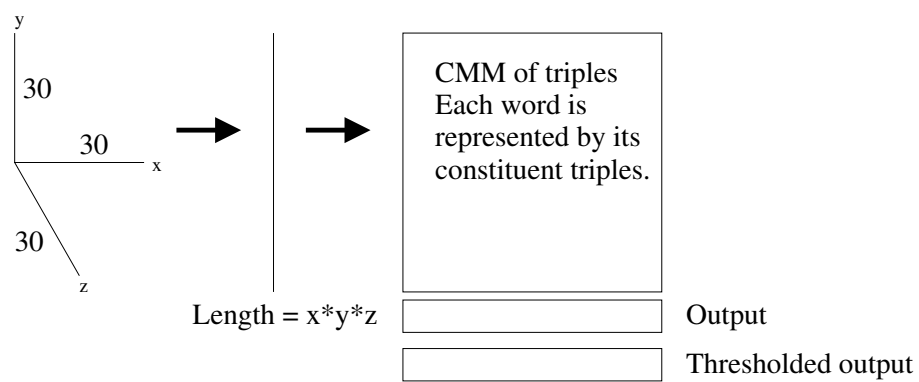 y
30
30
x
30
z
Length = x*y*z
CMM of triples
Each word is
represented by its
constituent triples.
Output
Thresholded output